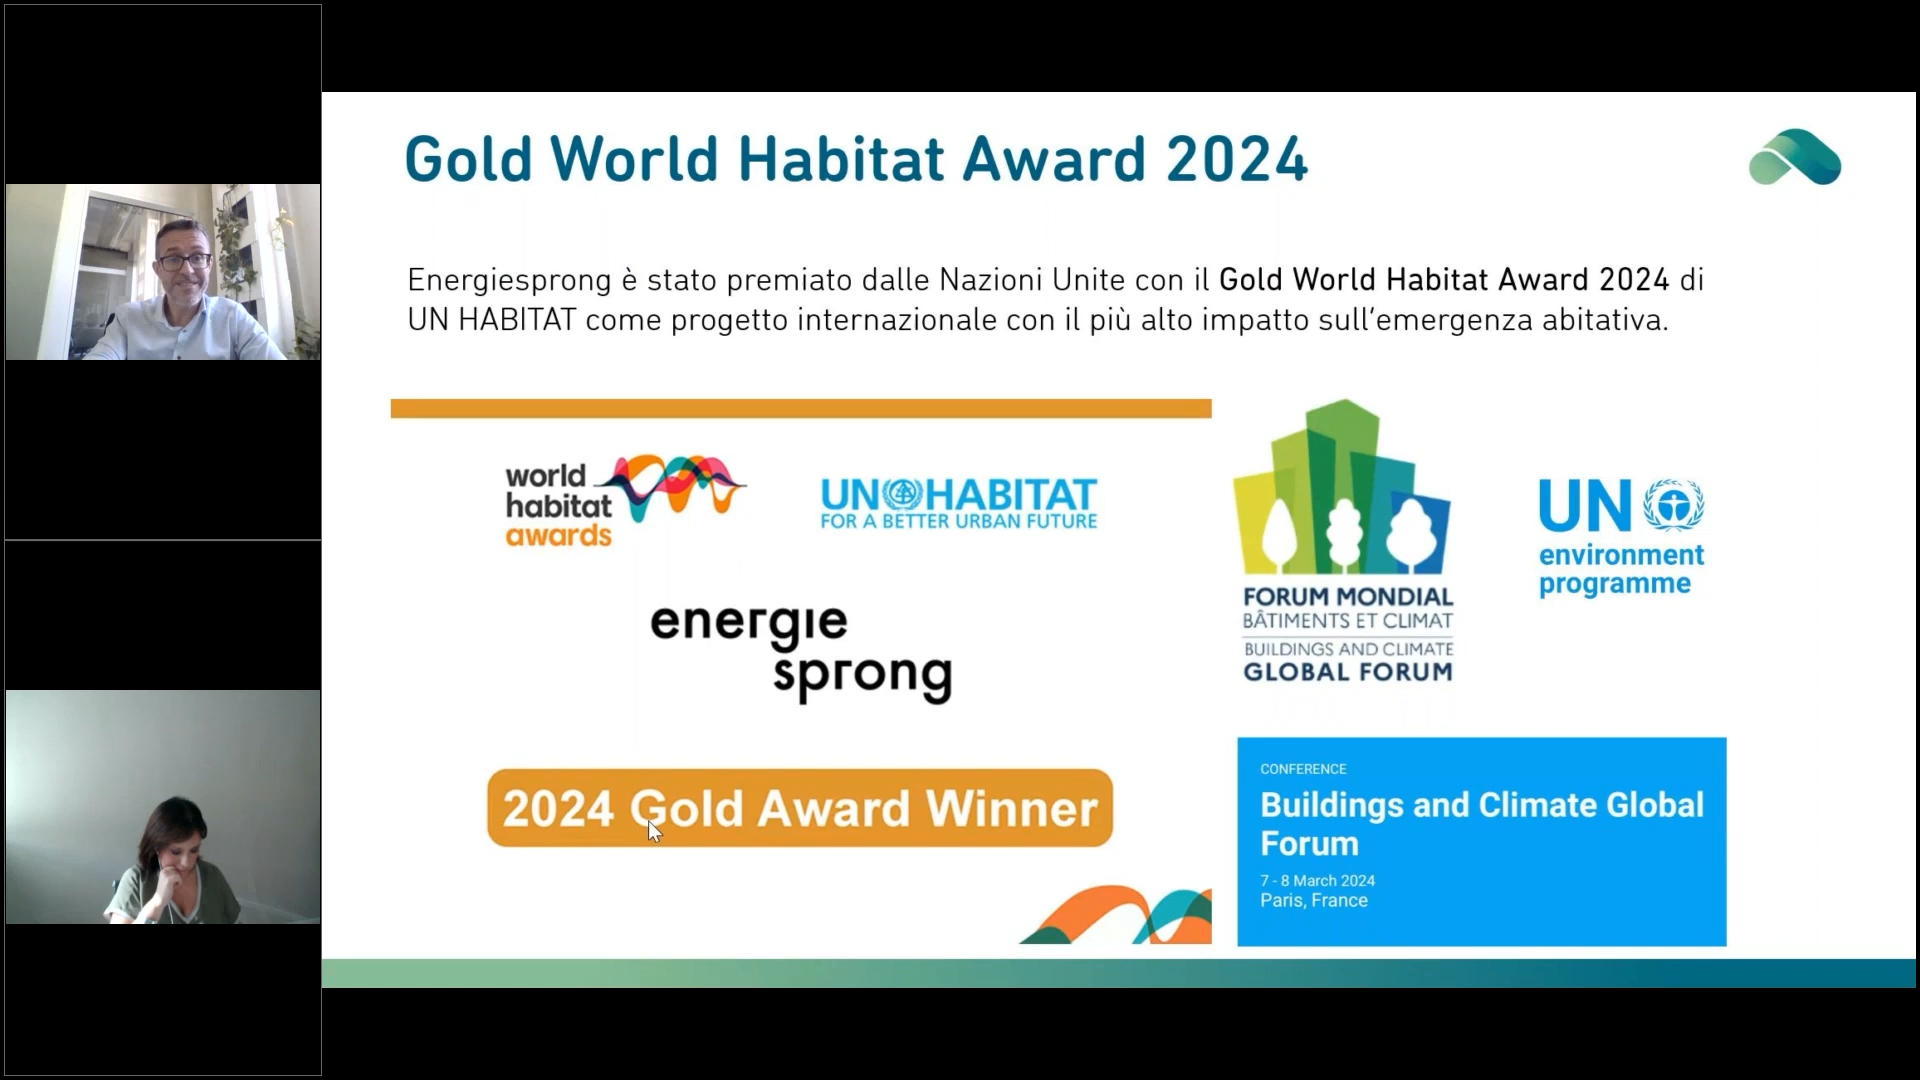 Gold World Habitat Award 2024
Energiesprong è stato premiato dalle Nazioni Unite con il Gold World Habitat Award 2024 di
UN HABITAT come progetto internazionale con il più alto impatto sull'emergenza abitativa.
world
habitat
awards
UN HABITAT
FOR A BETTER URBAN FUTURE
energie
sprong
2024 Gold Award Winner
FORUM MONDIAL
BÂTIMENTS ET CLIMAT
BUILDINGS AND CLIMATE
GLOBAL FORUM
UN
environment
programme
CONFERENCE
Buildings and Climate Global
Forum
7 - 8 March 2024
Paris, France